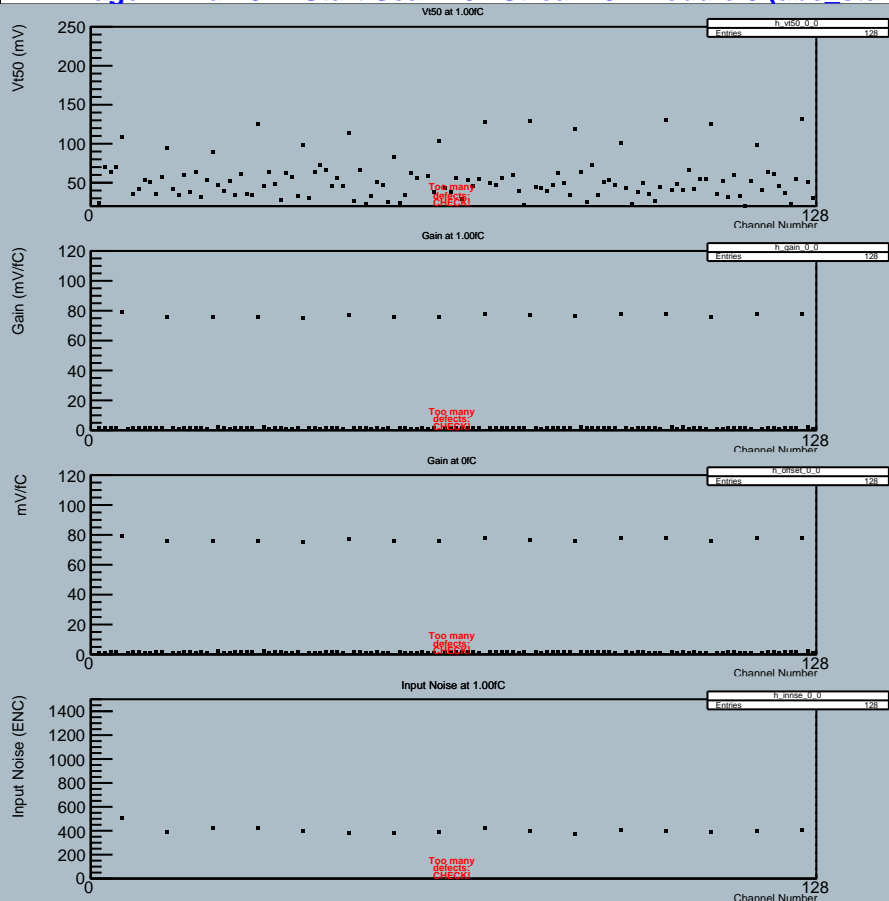 Vt50 at 1.00fC
h_vt50_0_0
Entries 128
Vt50 (mV)
250
200
150
100
50
Too many
defects:
CHECK!
0
128
Channel Number
Gain at 1.00fC
h_gain_0_0
Entries 128
Gain (mV/fC)
120
100
80
60
40
20
0
Too many
defects:
CHECK!
0
128
Channel Number
Gain at 0fC
h_offset_0_0
Entries 128
mV/fC
120
100
80
60
40
20
0
Too many
defects:
CHECK!
0
128
Channel Number
Input Noise at 1.00fC
h_innse_0_0
Entries 128
Input Noise (ENC)
1400
1200
1000
800
600
400
200
0
Too many
defects:
CHECK!
0
128
Channel Number